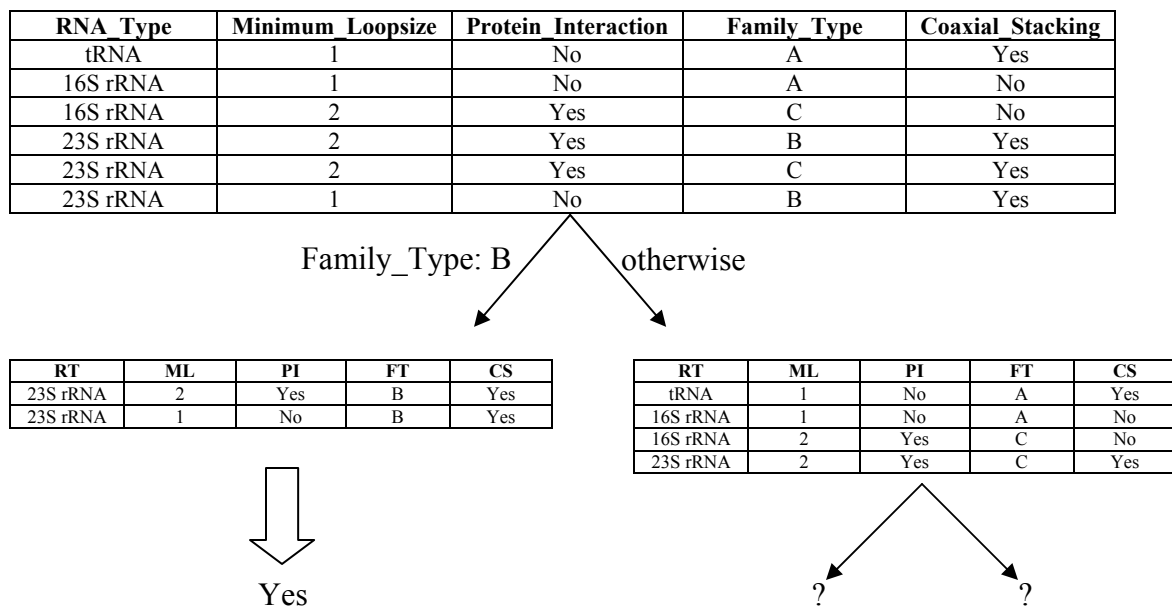 RNA_Type Minimum_Loopsize Protein_Interaction Family_Type Coaxial_Stacking
tRNA 1 No A Yes
16S rRNA 1 No A No
16S rRNA 2 Yes C No
23S rRNA 2 Yes B Yes
23S rRNA 2 Yes C Yes
23S rRNA 1 No B Yes
Family_Type: B otherwise
RT ML PI FT CS
23S rRNA 2 Yes B Yes
23S rRNA 1 No B Yes
RT ML PI FT CS
tRNA 1 No A Yes
16S rRNA 1 No A No
16S rRNA 2 Yes C No
23S rRNA 2 Yes C Yes
Yes
? ?